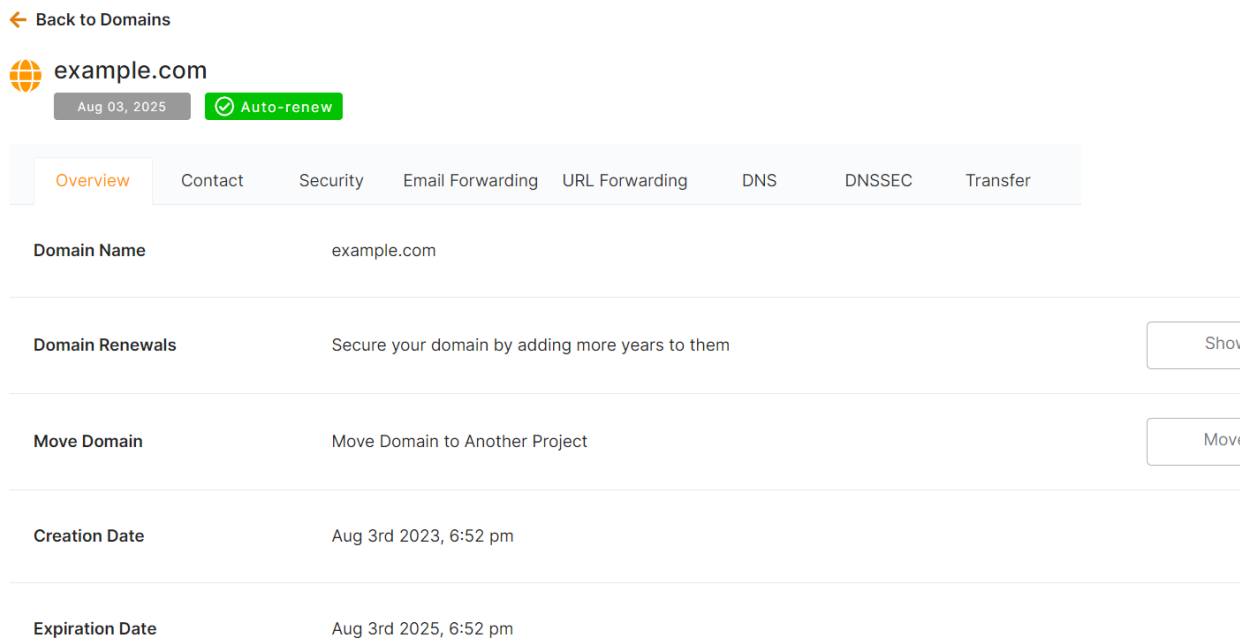 Back to Domains
example.com
Aug 03, 2025 Auto-renew
Overview Contact Security Email Forwarding URL Forwarding DNS DNSSEC Transfer
Domain Name example.com
Domain Renewals Secure your domain by adding more years to them
Move Domain Move Domain to Another Project
Creation Date Aug 3rd 2023, 6:52 pm
Expiration Date Aug 3rd 2025, 6:52 pm